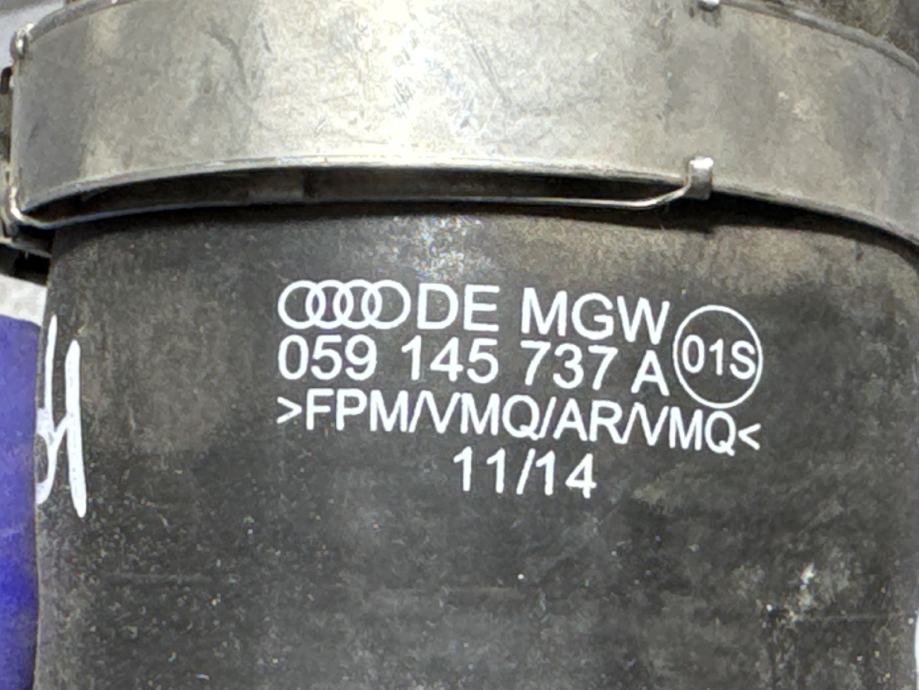 DE MGW
059 145 737 A 01S
>FPM/VMQ/AR/VMQ<
11/14